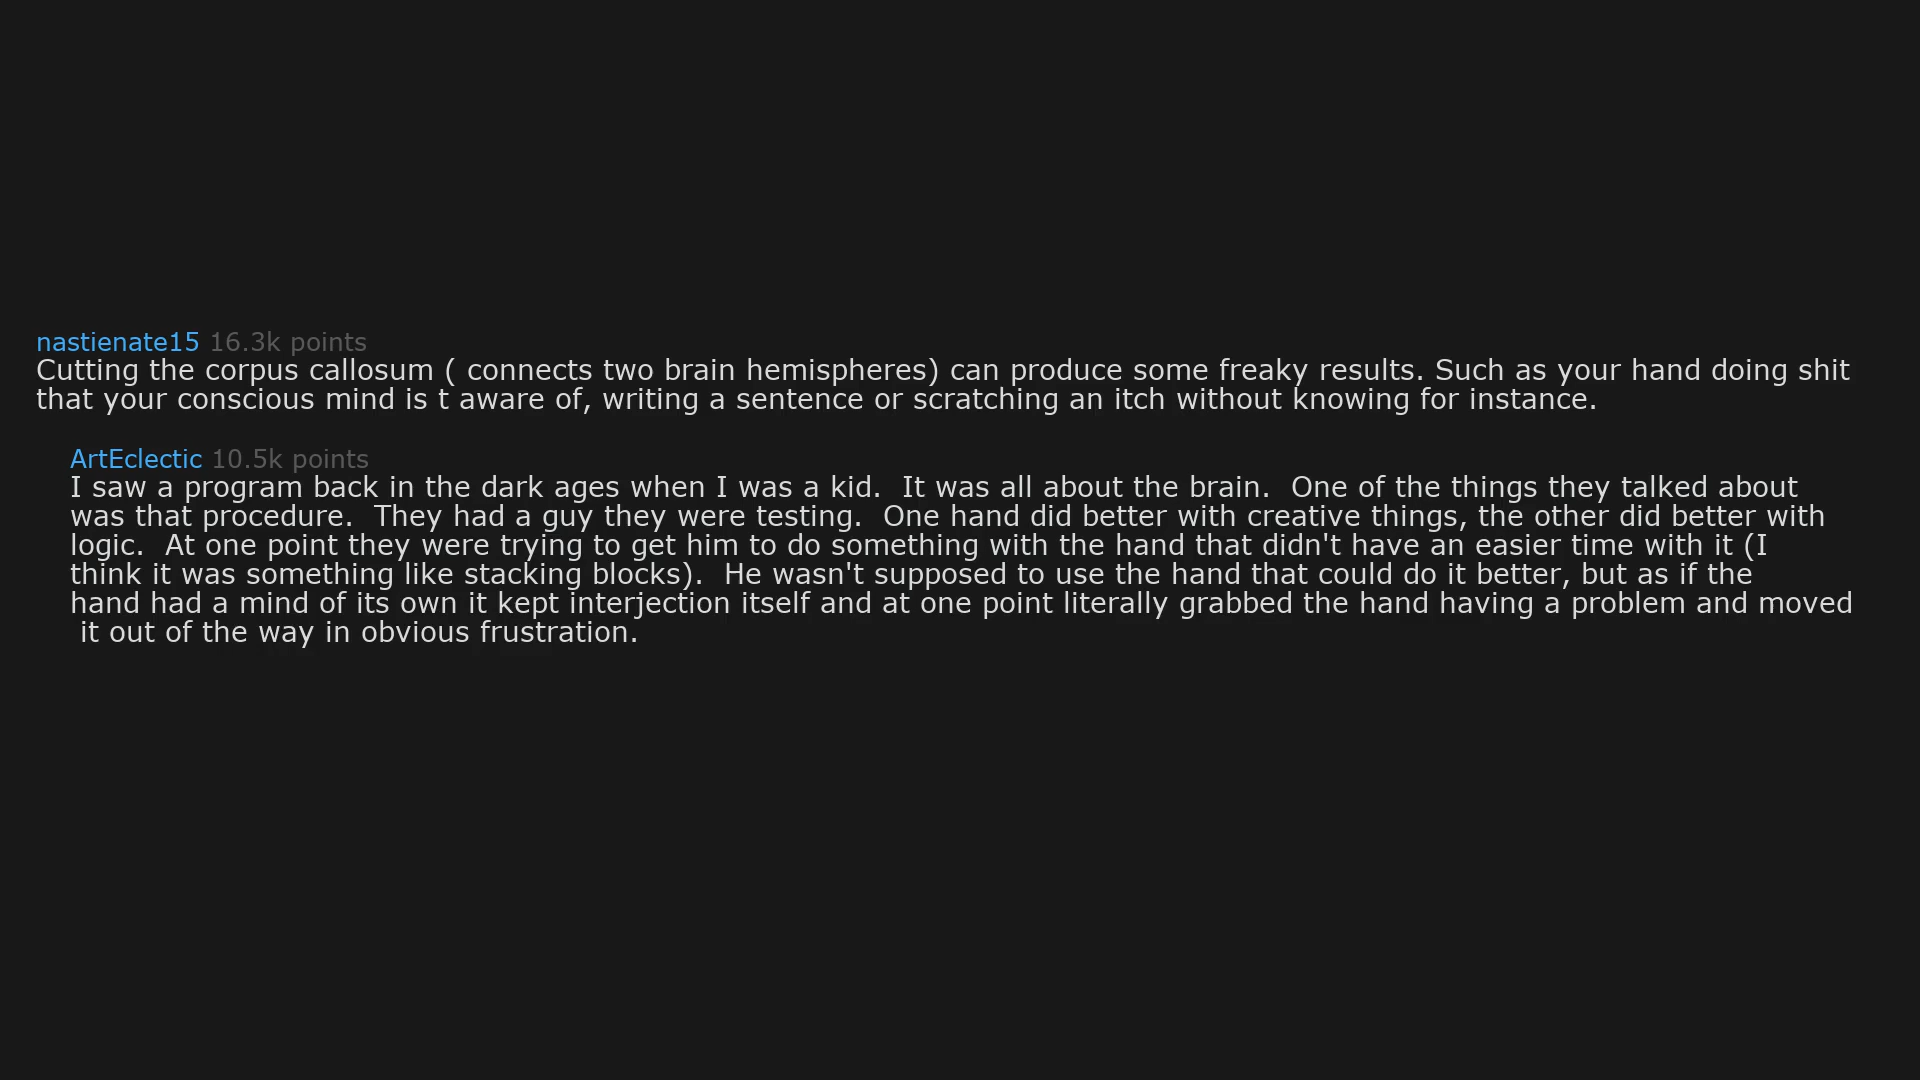 nastienate15 16.3k points
Cutting the corpus callosum ( connects two brain hemispheres) can produce some freaky results. Such as your hand doing shit
that your conscious mind is t aware of, writing a sentence or scratching an itch without knowing for instance.
ArtEclectic 10.5k points
I saw a program back in the dark ages when I was a kid.  It was all about the brain.  One of the things they talked about
was that procedure.  They had a guy they were testing.  One hand did better with creative things, the other did better with
logic.  At one point they were trying to get him to do something with the hand that didn't have an easier time with it (I
think it was something like stacking blocks).  He wasn't supposed to use the hand that could do it better, but as if the
hand had a mind of its own it kept interjection itself and at one point literally grabbed the hand having a problem and moved
it out of the way in obvious frustration.